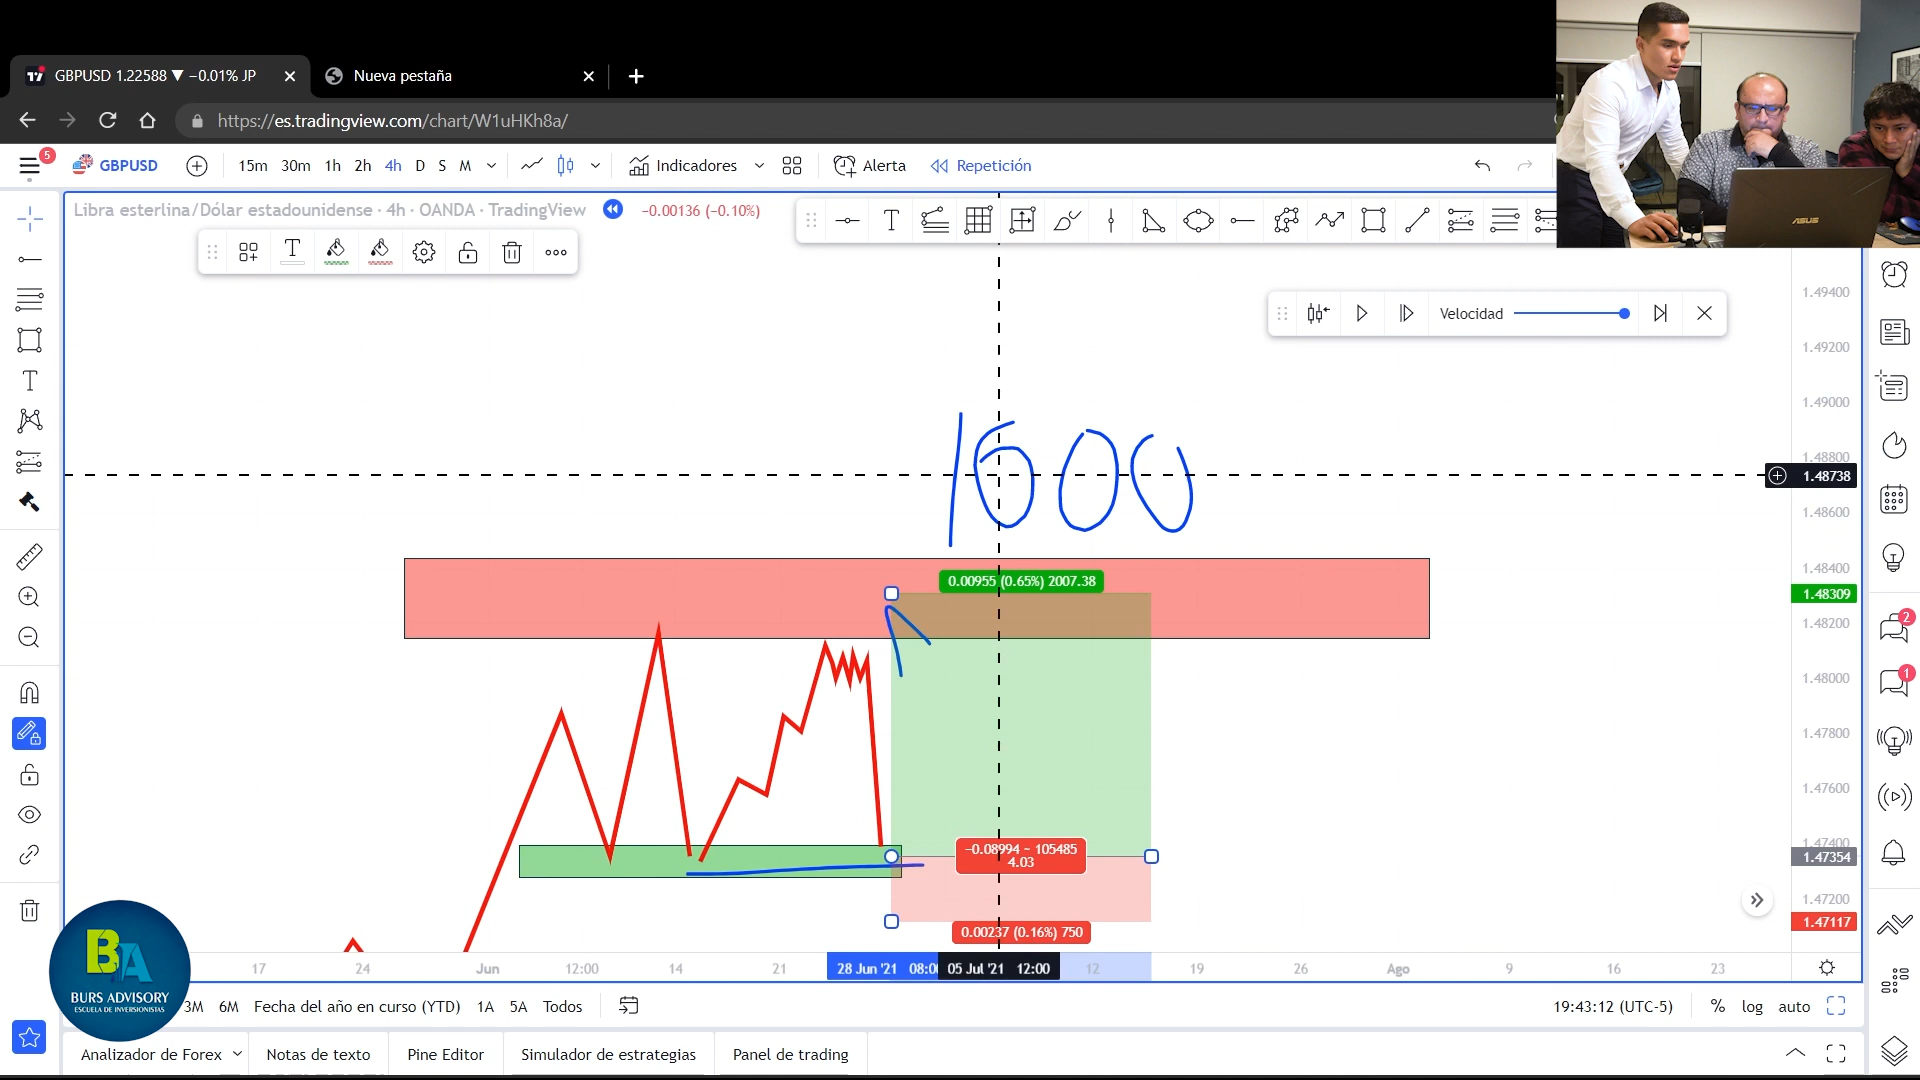 GBPUSD 1.22588 ▼ −0.01% JP
Nueva pestaña
https://es.tradingview.com/chart/W1uHKh8a/
5
GBPUSD
15m 30m 1h 2h 4h D S M
Indicadores
Alerta
Repetición
Libra esterlina/Dólar estadounidense · 4h · OANDA · TradingView
−0.00136 (−0.10%)
Velocidad
1.49400
1.49200
1.49000
1.48800
1.48738
1.48600
1.48400
1.48309
1.48200
1.48000
1.47800
1.47600
1.47400
1.47354
1.47200
1.47117
0.00955 (0.65%) 2007.38
−0.08994 ~ 105485
4.03
0.00237 (0.16%) 750
17 24 Jun 12:00 14 21 28 Jun '21 08:0 05 Jul '21 12:00 12 19 26 Ago 9 16 23
ASUS
2
1
BA
BURS ADVISORY
ESCUELA DE INVERSIONISTAS
3M 6M Fecha del año en curso (YTD) 1A 5A Todos
19:43:12 (UTC-5) % log auto
Analizador de Forex Notas de texto Pine Editor Simulador de estrategias Panel de trading